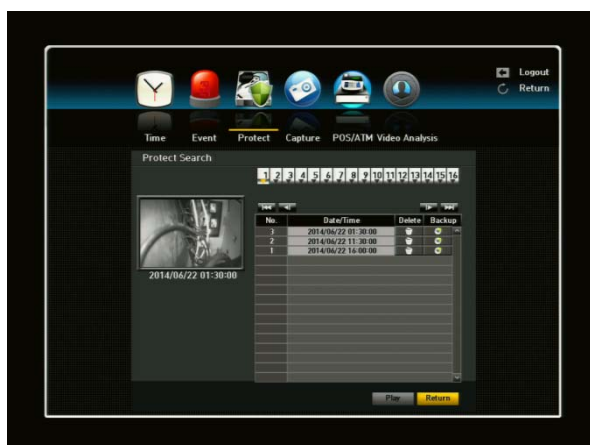 Logout
Return
Time Event Protect Capture POS/ATM Video Analysis
Protect Search
1 2 3 4 5 6 7 8 9 10 11 12 13 14 15 16
No. Date/Time Delete Backup
3 2014/06/22 01:30:00
2 2014/06/22 11:30:00
1 2014/06/22 16:00:00
2014/06/22 01:30:00
Play Return